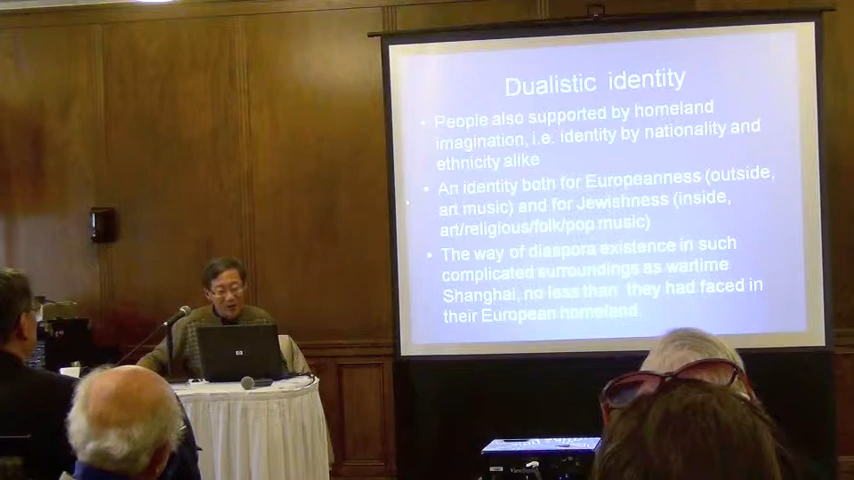 Dualistic identity
• People also supported by homeland
imagination, i.e. identity by nationality and
ethnicity alike
• An identity both for Europeanness (outside,
art music) and for Jewishness (inside,
art/religious/folk/pop music)
• The way of diaspora existence in such
complicated surroundings as wartime
Shanghai, no less than they had faced in
their European homeland.
hp
ViewSonic